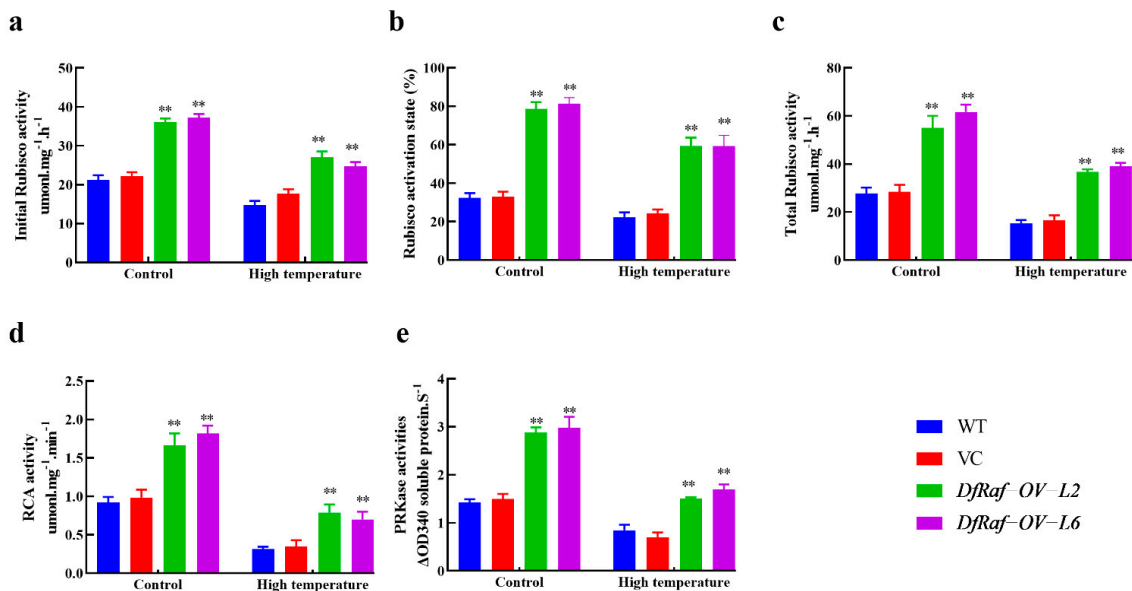 a
Initial Rubisco activity
umonl.mg⁻¹.h⁻¹
50
40
30
20
10
0
** ** ** **
Control High temperature
b
Rubisco activation state (%)
100
80
60
40
20
0
** ** ** **
Control High temperature
c
Total Rubisco activity
umonl.mg⁻¹.h⁻¹
80
60
40
20
0
** ** ** **
Control High temperature
d
RCA activity
umonl.mg⁻¹.min⁻¹
2.5
2.0
1.5
1.0
0.5
0.0
** ** ** **
Control High temperature
e
PRKase activities
ΔOD340 soluble protein.S⁻¹
4
3
2
1
0
** ** ** **
Control High temperature
WT
VC
DfRaf-OV-L2
DfRaf-OV-L6